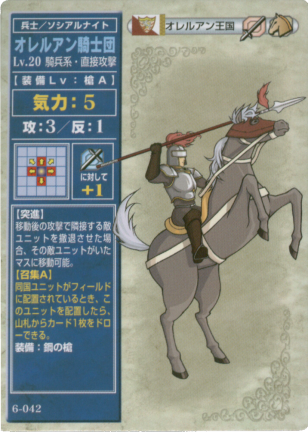 兵士／ソシアルナイト
オレルアン王国
オレルアン騎士団
Lv.20 騎兵系・直接攻撃
【装備Lv：槍A】
気力：5
攻：3／反：1
に対して
+1
【突進】
移動後の攻撃で隣接する敵
ユニットを撤退させた場
合、その敵ユニットがいた
マスに移動可能。
【召集A】
同国ユニットがフィールド
に配置されているとき、こ
のユニットを配置したら、
山札からカード1枚をドロ
ーできる。
装備：鋼の槍
6-042